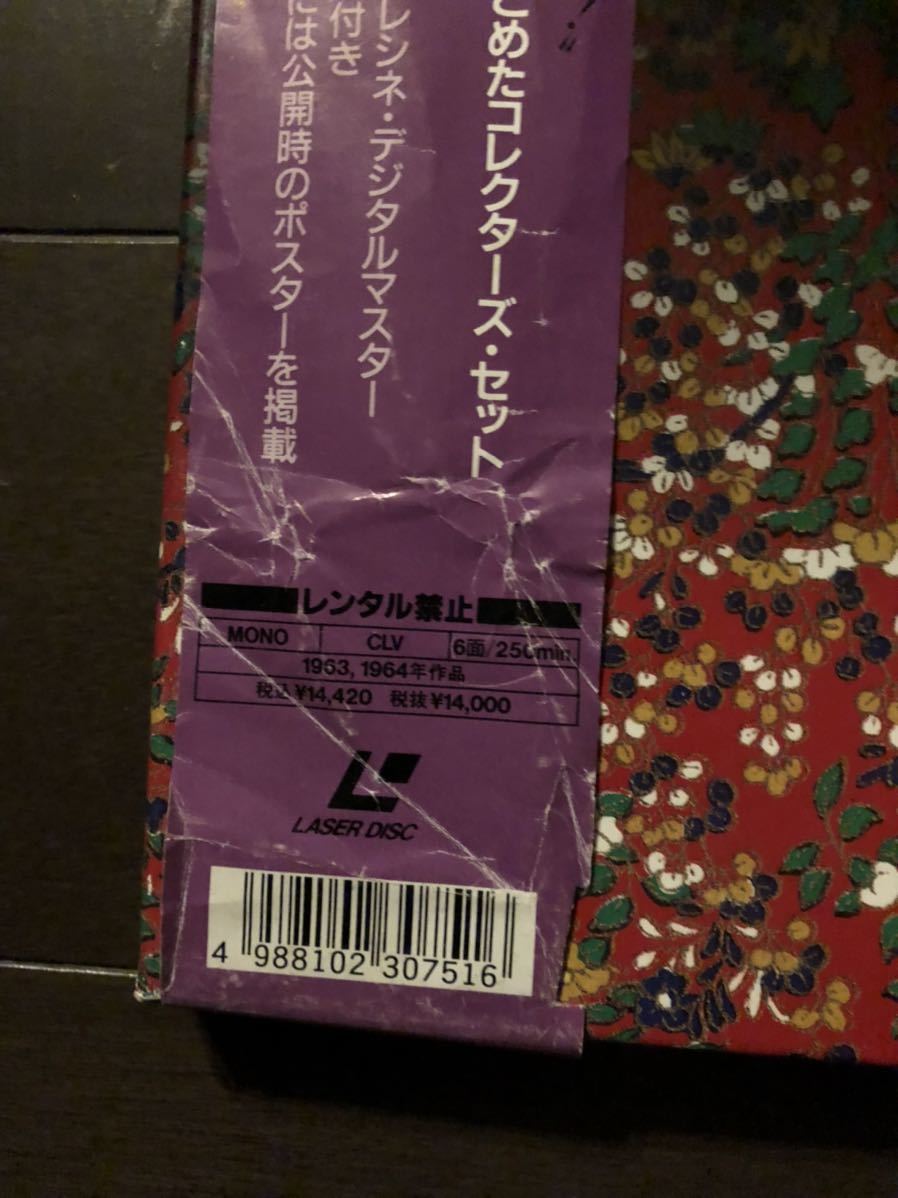 とめたコレクターズ・セット
レシネ・デジタルマスター
付き
には公開時のポスターを掲載
レンタル禁止
MONO CLV 6面/250min.
1963, 1964年作品
税込¥14,420 税抜¥14,000
LASER DISC
4 988102 307516